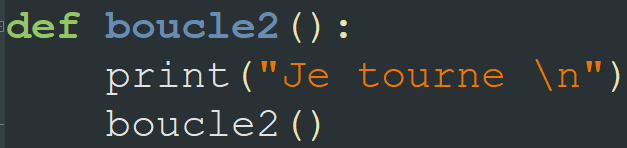 def boucle2():
    print("Je tourne \n")
    boucle2()